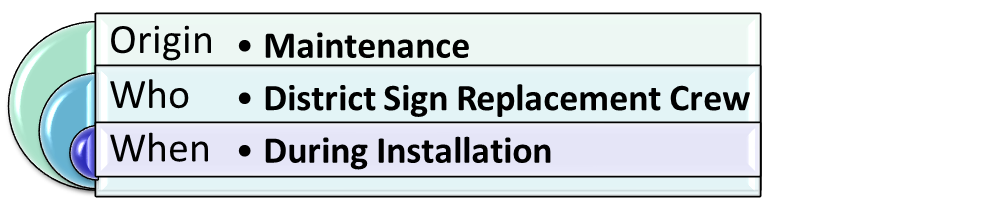 Origin • Maintenance
Who • District Sign Replacement Crew
When • During Installation